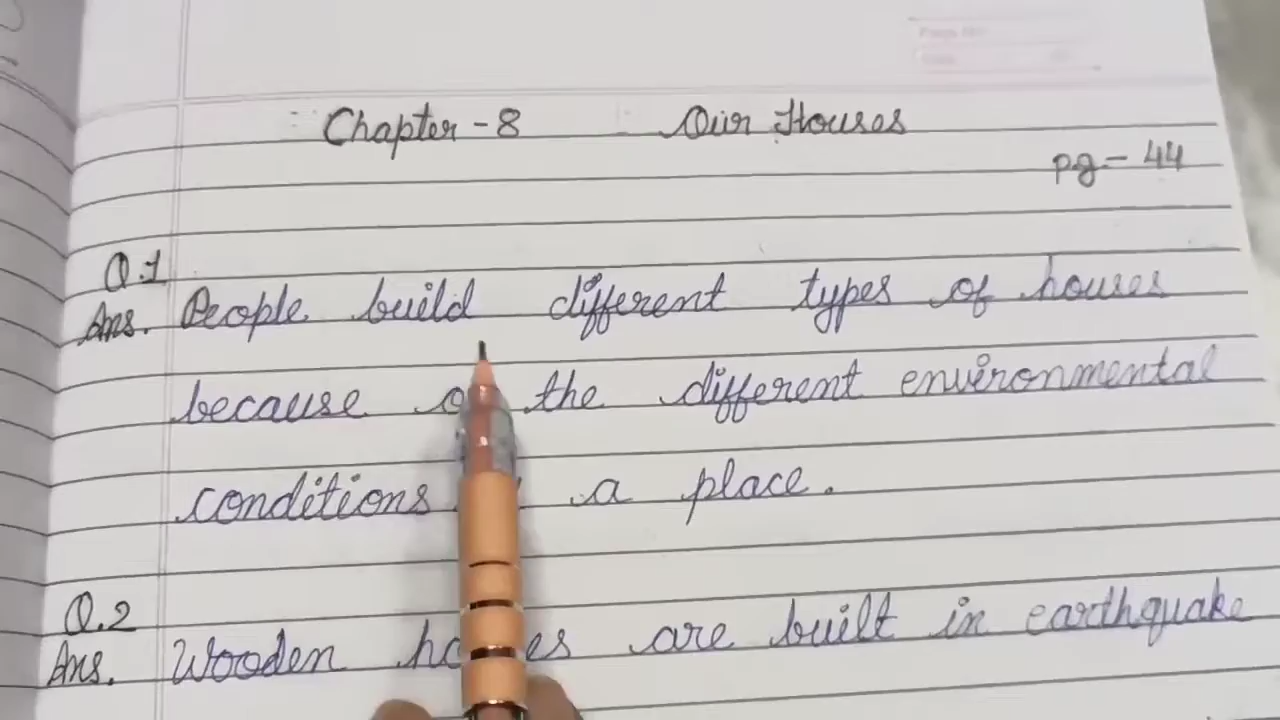 Chapter - 8 Our Houses
pg - 44
Q.1
Ans. People build different types of houses
because the different environmental
conditions a place.
Q.2
Ans. Wooden are built in earthquake